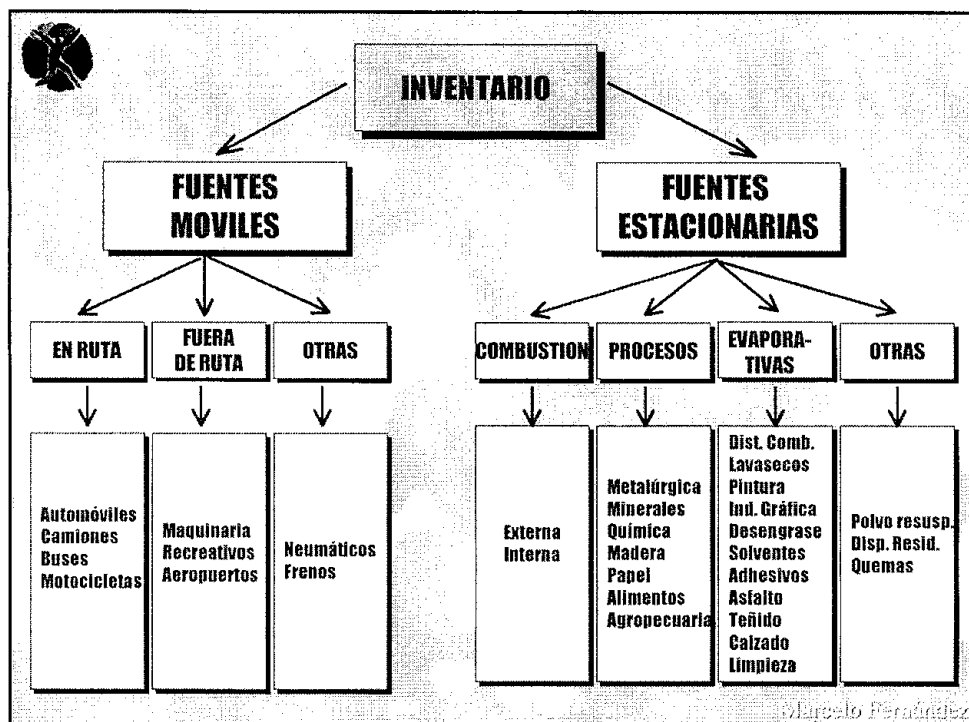 INVENTARIO
FUENTES
MOVILES
FUENTES
ESTACIONARIAS
EN RUTA
FUERA
DE RUTA
OTRAS
COMBUSTION
PROCESOS
EVAPORA-
TIVAS
OTRAS
Automóviles
Camiones
Buses
Motocicletas
Maquinaria
Recreativos
Aeropuertos
Neumáticos
Frenos
Externa
Interna
Metalúrgica
Minerales
Química
Madera
Papel
Alimentos
Agropecuaria
Dist. Comb.
Lavasecos
Pintura
Ind. Gráfica
Desengrase
Solventes
Adhesivos
Asfalto
Teñido
Calzado
Limpieza
Polvo resusp.
Disp. Resid.
Quemas
Marcelo Fernandez